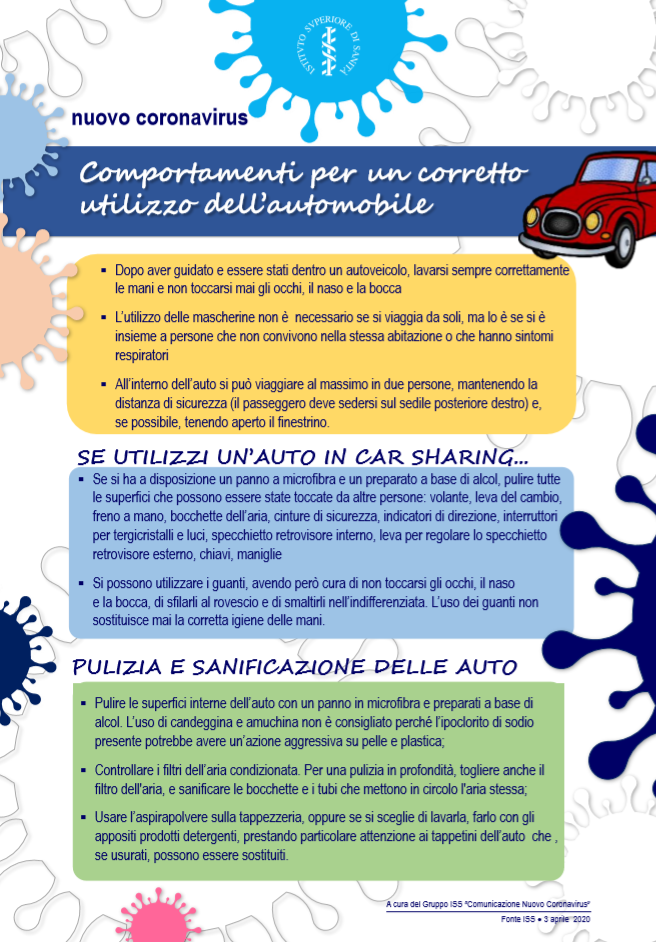 ISTITVTO SVPERIORE DI SANITÀ
nuovo coronavirus
Comportamenti per un corretto
utilizzo dell'automobile
▪ Dopo aver guidato e essere stati dentro un autoveicolo, lavarsi sempre correttamente
le mani e non toccarsi mai gli occhi, il naso e la bocca
▪ L'utilizzo delle mascherine non è necessario se si viaggia da soli, ma lo è se si è
insieme a persone che non convivono nella stessa abitazione o che hanno sintomi
respiratori
▪ All'interno dell'auto si può viaggiare al massimo in due persone, mantenendo la
distanza di sicurezza (il passeggero deve sedersi sul sedile posteriore destro) e,
se possibile, tenendo aperto il finestrino.
SE UTILIZZI UN'AUTO IN CAR SHARING...
▪ Se si ha a disposizione un panno a microfibra e un preparato a base di alcol, pulire tutte
le superfici che possono essere state toccate da altre persone: volante, leva del cambio,
freno a mano, bocchette dell'aria, cinture di sicurezza, indicatori di direzione, interruttori
per tergicristalli e luci, specchietto retrovisore interno, leva per regolare lo specchietto
retrovisore esterno, chiavi, maniglie
▪ Si possono utilizzare i guanti, avendo però cura di non toccarsi gli occhi, il naso
e la bocca, di sfilarli al rovescio e di smaltirli nell'indifferenziata. L'uso dei guanti non
sostituisce mai la corretta igiene delle mani.
PULIZIA E SANIFICAZIONE DELLE AUTO
▪ Pulire le superfici interne dell'auto con un panno in microfibra e preparati a base di
alcol. L'uso di candeggina e amuchina non è consigliato perché l'ipoclorito di sodio
presente potrebbe avere un'azione aggressiva su pelle e plastica;
▪ Controllare i filtri dell'aria condizionata. Per una pulizia in profondità, togliere anche il
filtro dell'aria, e sanificare le bocchette e i tubi che mettono in circolo l'aria stessa;
▪ Usare l'aspirapolvere sulla tappezzeria, oppure se si sceglie di lavarla, farlo con gli
appositi prodotti detergenti, prestando particolare attenzione ai tappetini dell'auto che ,
se usurati, possono essere sostituiti.
A cura del Gruppo ISS "Comunicazione Nuovo Coronavirus"
Fonte ISS ● 3 aprile 2020